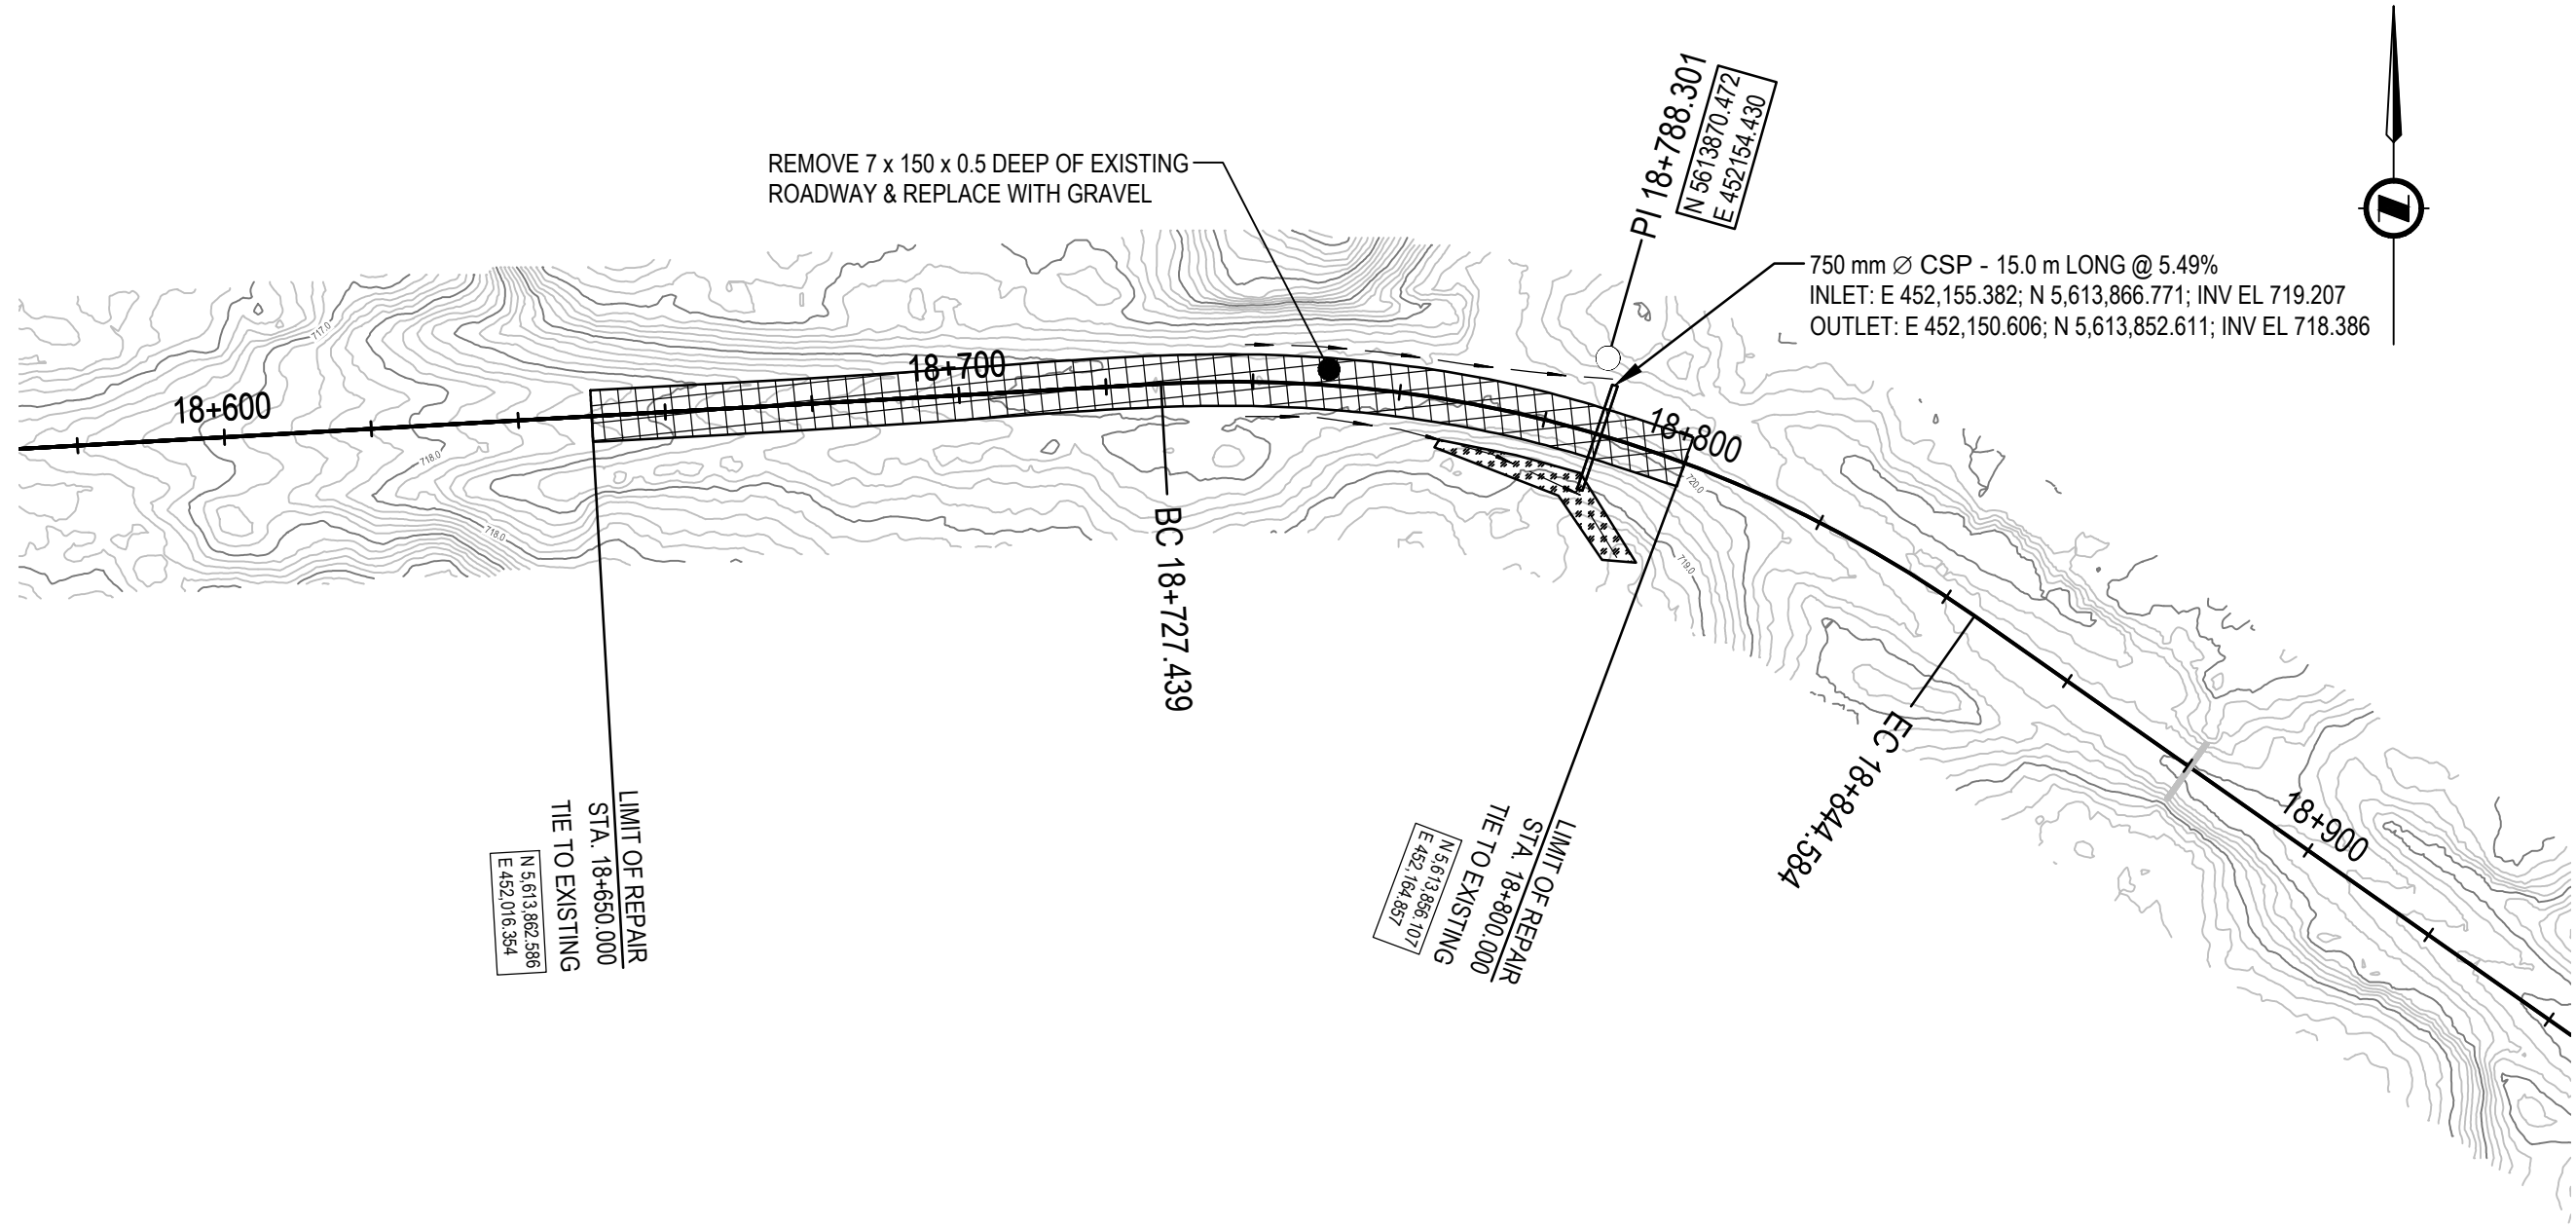 PI 18+788.301
N 5613870.472
E 452154.430
REMOVE 7 x 150 x 0.5 DEEP OF EXISTING
ROADWAY & REPLACE WITH GRAVEL
750 mm Ø CSP - 15.0 m LONG @ 5.49%
INLET: E 452,155.382; N 5,613,866.771; INV EL 719.207
OUTLET: E 452,150.606; N 5,613,852.611; INV EL 718.386
717.0
18+600
18+700
18+800
718.0
720.0
718.0
719.0
BC 18+727.439
EC 18+844.584
18+900
LIMIT OF REPAIR
STA. 18+650.000
TIE TO EXISTING
N 5,613,862.586
E 452,016.354
LIMIT OF REPAIR
STA. 18+800.000
TIE TO EXISTING
N 5,613,856.107
E 452,164.857